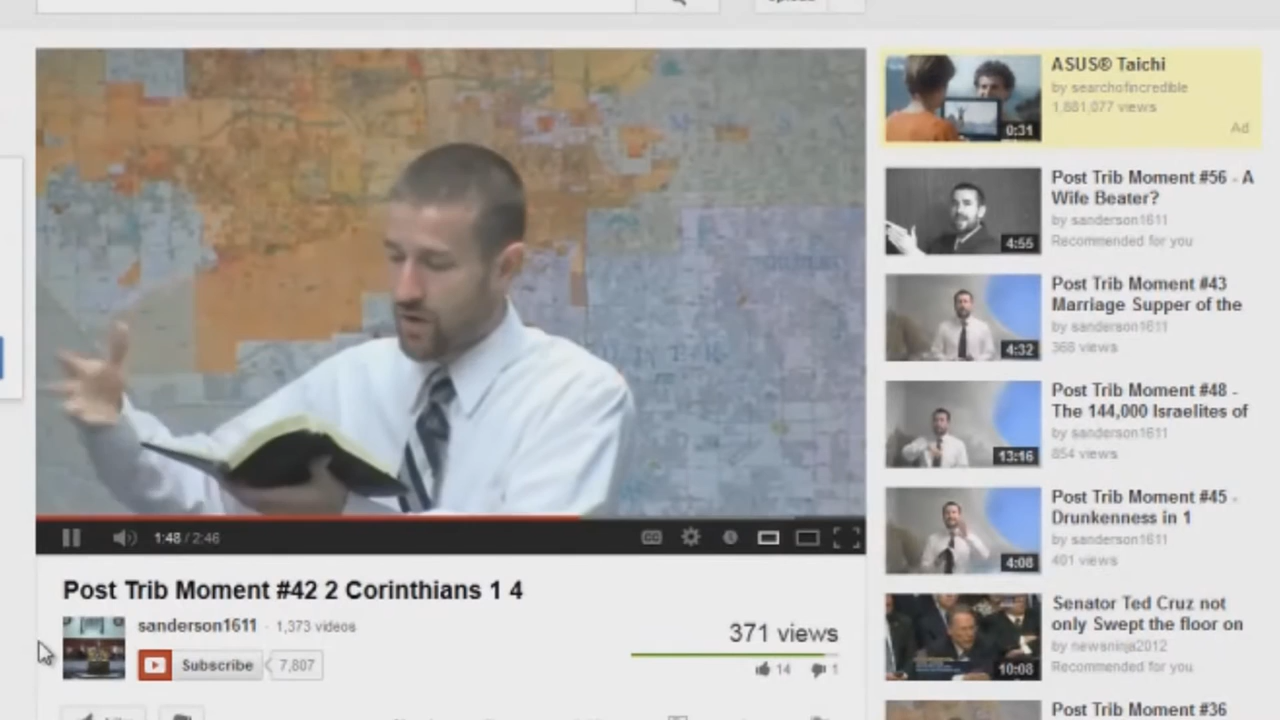 1:48 / 2:46
Post Trib Moment #42 2 Corinthians 1 4
sanderson1611 · 1,373 videos
Subscribe 7,807
371 views
14 1
ASUS® Taichi
by searchofincredible
1,881,077 views
Ad
0:31
Post Trib Moment #56 - A
Wife Beater?
by sanderson1611
Recommended for you
4:55
Post Trib Moment #43
Marriage Supper of the
by sanderson1611
368 views
4:32
Post Trib Moment #48 -
The 144,000 Israelites of
by sanderson1611
854 views
13:16
Post Trib Moment #45 -
Drunkenness in 1
by sanderson1611
401 views
4:08
Senator Ted Cruz not
only Swept the floor on
by newsninja2012
Recommended for you
10:08
Post Trib Moment #36